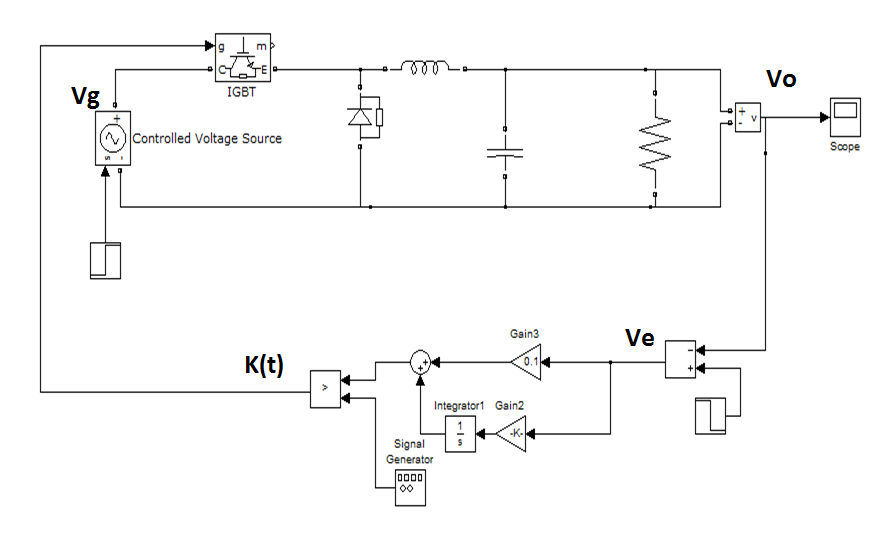 g m
C E
IGBT
Vg
+
s -
Controlled Voltage Source
+
- v
Vo
Scope
Gain3
0.1
Ve
-
+
K(t)
>
+
+
Integrator1
1
s
Gain2
-K-
Signal
Generator